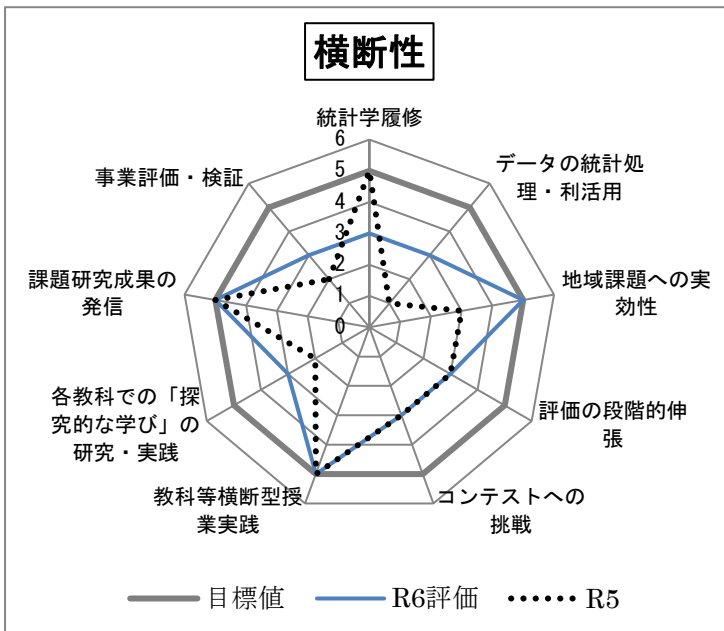 横断性
統計学履修
データの統計処
理・利活用
地域課題への実
効性
評価の段階的伸
張
コンテストへの
挑戦
教科等横断型授
業実践
各教科での「探
究的な学び」の
研究・実践
課題研究成果の
発信
事業評価・検証
6
5
4
3
2
1
0
目標値 R6評価 R5